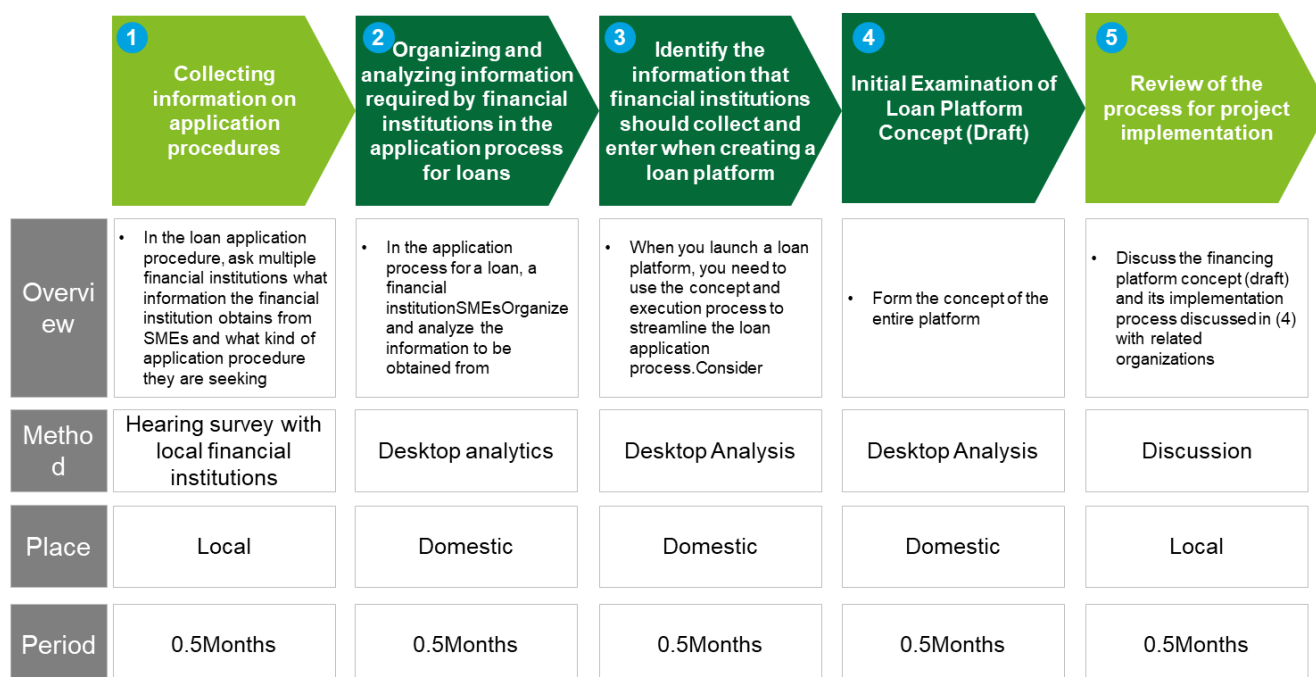 1
Collecting
information on
application
procedures
2
Organizing and
analyzing information
required by financial
institutions in the
application process
for loans
3
Identify the
information that
financial institutions
should collect and
enter when creating a
loan platform
4
Initial Examination of
Loan Platform
Concept (Draft)
5
Review of the
process for project
implementation
Overvi
ew
• In the loan application
procedure, ask multiple
financial institutions what
information the financial
institution obtains from
SMEs and what kind of
application procedure
they are seeking
• In the application
process for a loan, a
financial
institutionSMEsOrganize
and analyze the
information to be
obtained from
• When you launch a loan
platform, you need to
use the concept and
execution process to
streamline the loan
application
process.Consider
• Form the concept of the
entire platform
• Discuss the financing
platform concept (draft)
and its implementation
process discussed in (4)
with related
organizations
Metho
d
Hearing survey with
local financial
institutions
Desktop analytics
Desktop Analysis
Desktop Analysis
Discussion
Place
Local
Domestic
Domestic
Domestic
Local
Period
0.5Months
0.5Months
0.5Months
0.5Months
0.5Months